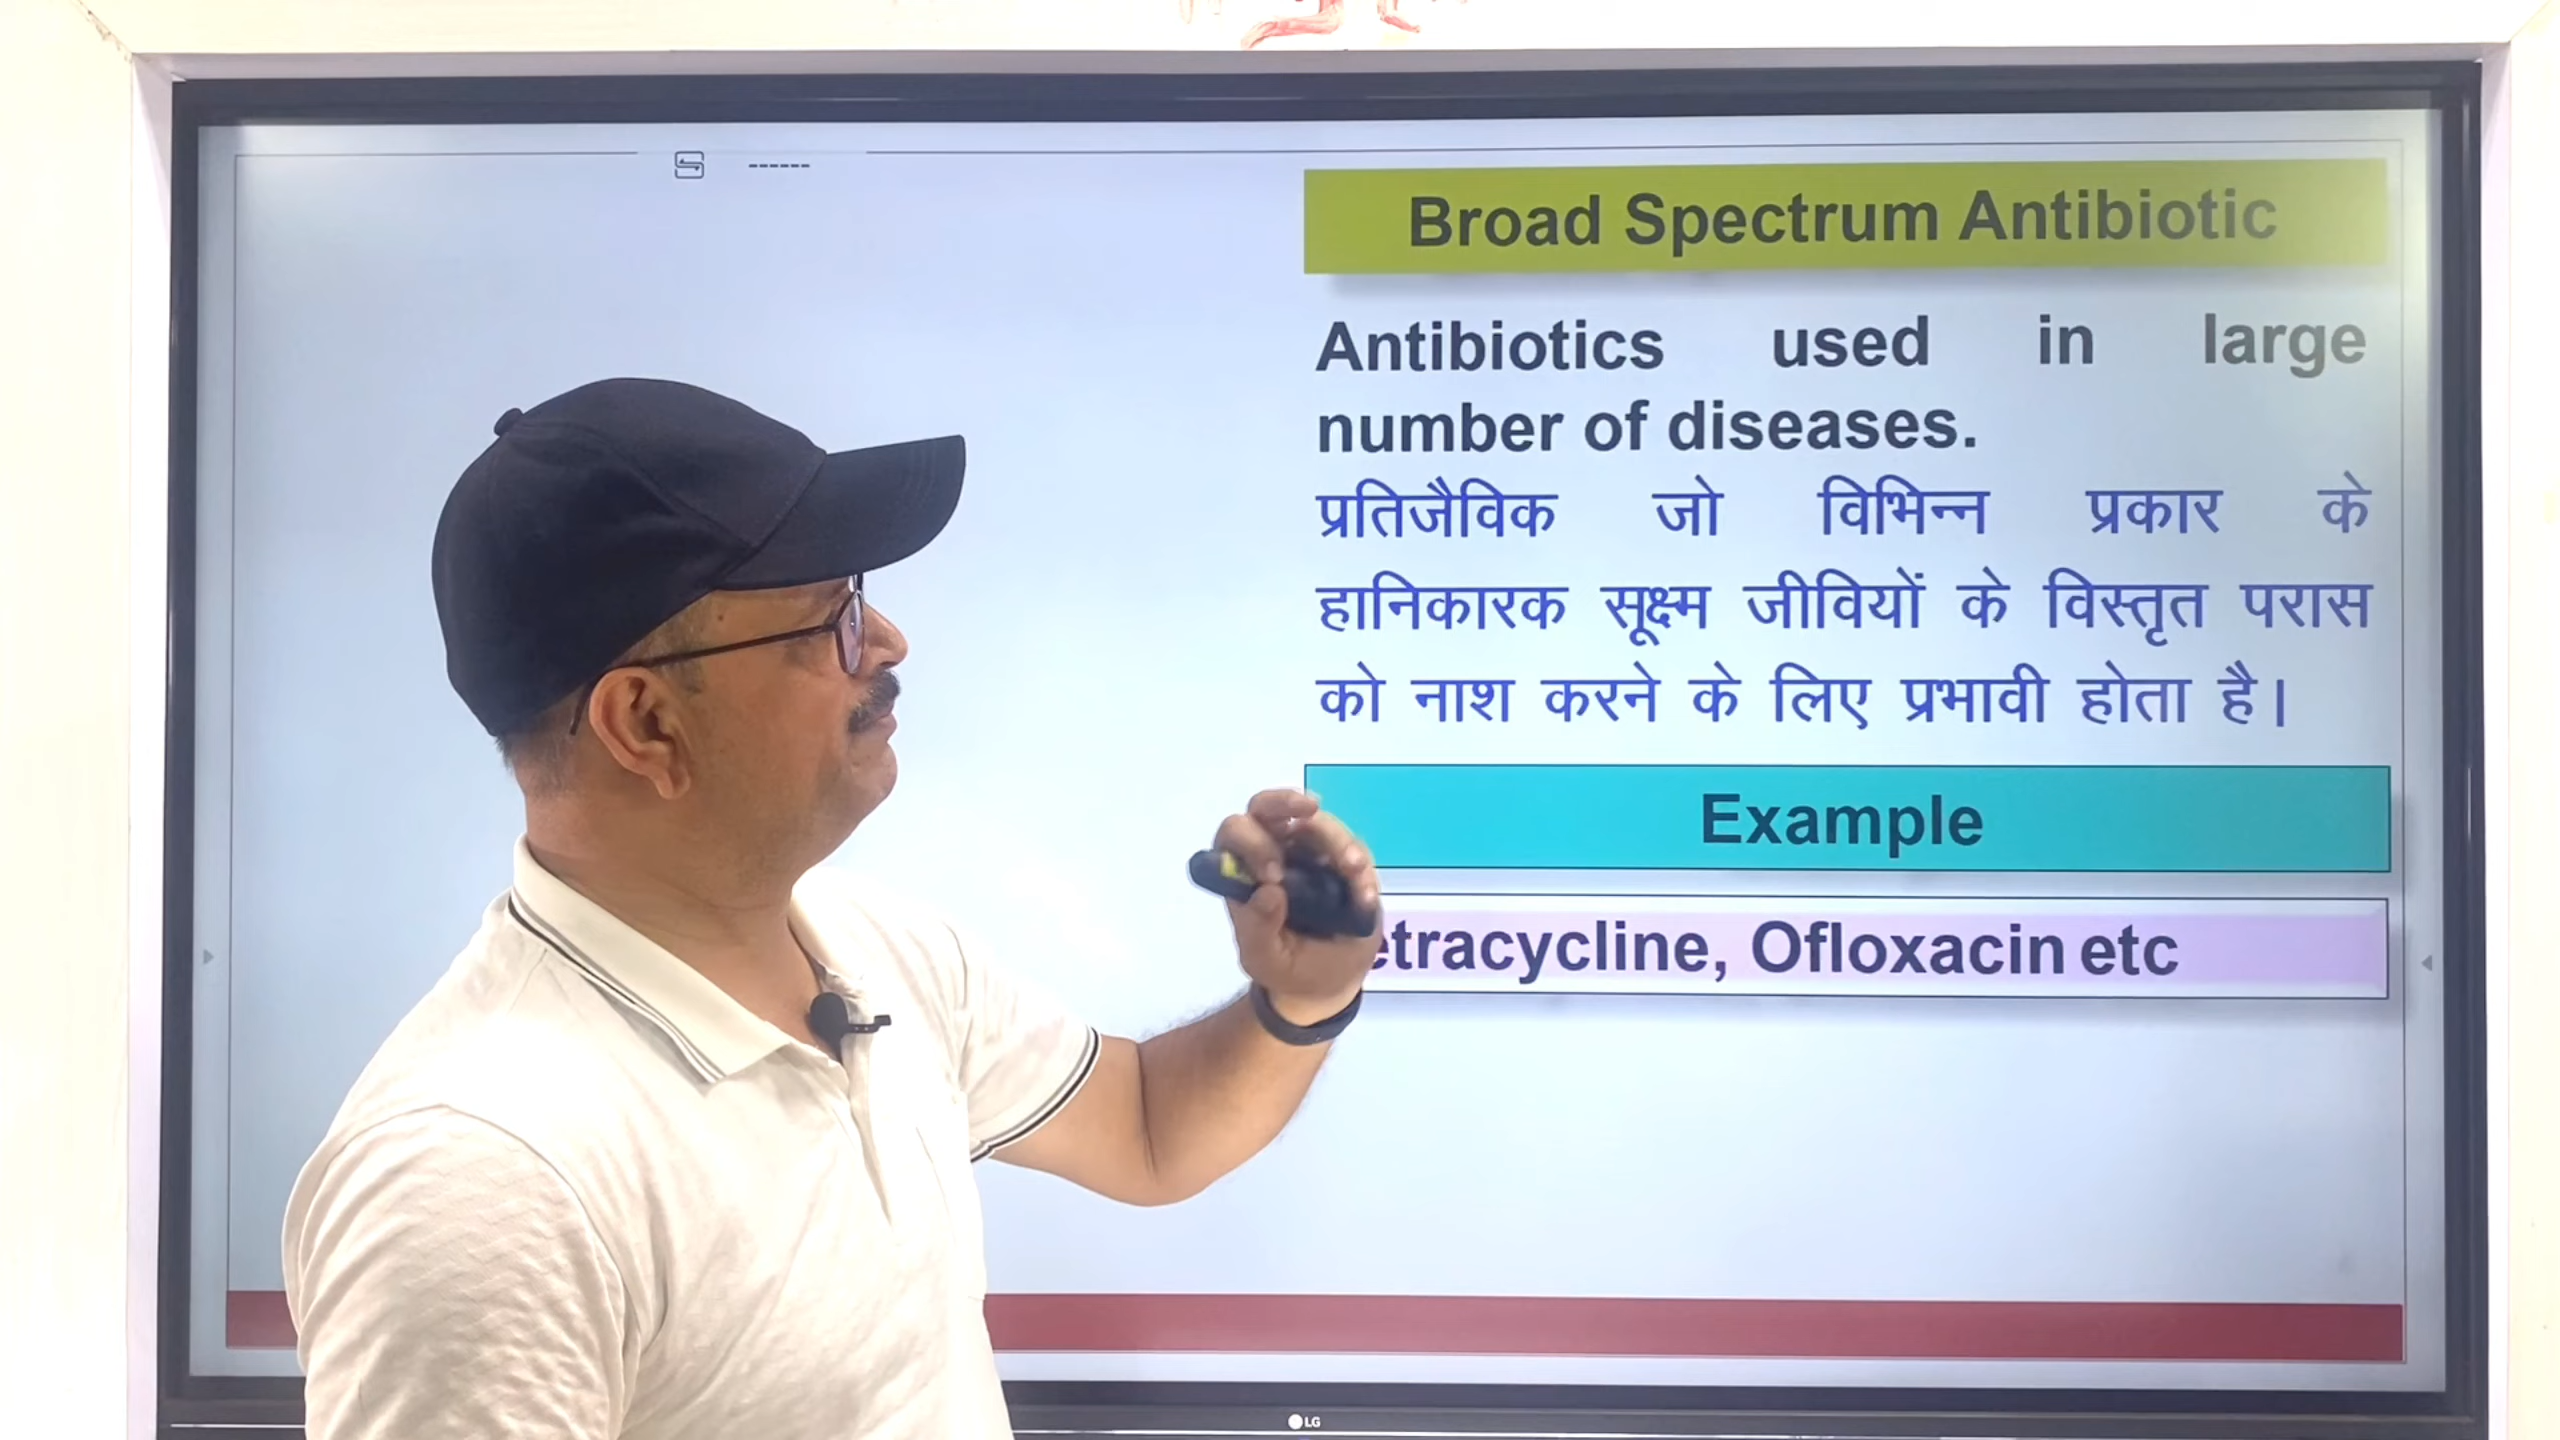 Broad Spectrum Antibiotic
Antibiotics used in large
number of diseases.
प्रतिजैविक जो विभिन्न प्रकार के
हानिकारक सूक्ष्म जीवियों के विस्तृत परास
को नाश करने के लिए प्रभावी होता है।
Example
etracycline, Ofloxacin etc
LG